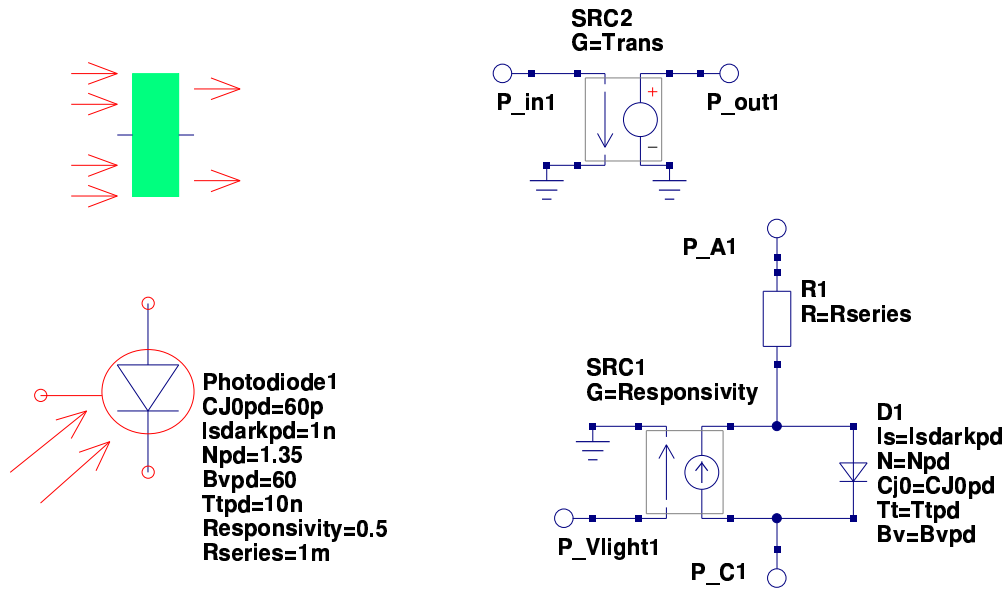 SRC2
G=Trans
P_in1
P_out1
+
−
P_A1
R1
R=Rseries
SRC1
G=Responsivity
Photodiode1
CJ0pd=60p
Isdarkpd=1n
Npd=1.35
Bvpd=60
Ttpd=10n
Responsivity=0.5
Rseries=1m
D1
Is=Isdarkpd
N=Npd
Cj0=CJ0pd
Tt=Ttpd
Bv=Bvpd
P_Vlight1
P_C1